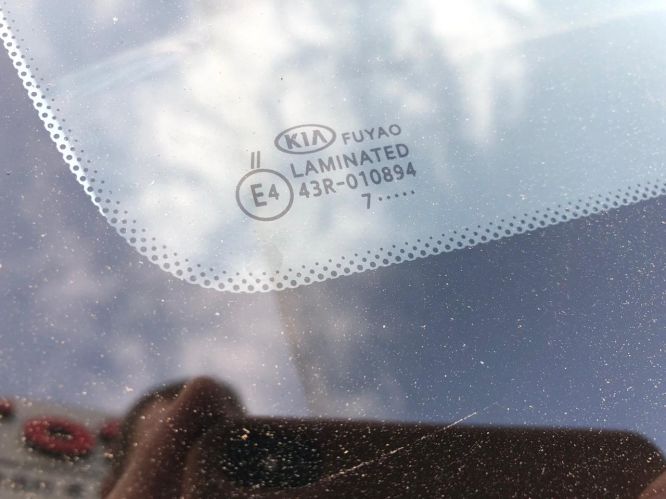 KIA FUYAO
II LAMINATED
E4 43R-010894
7·····